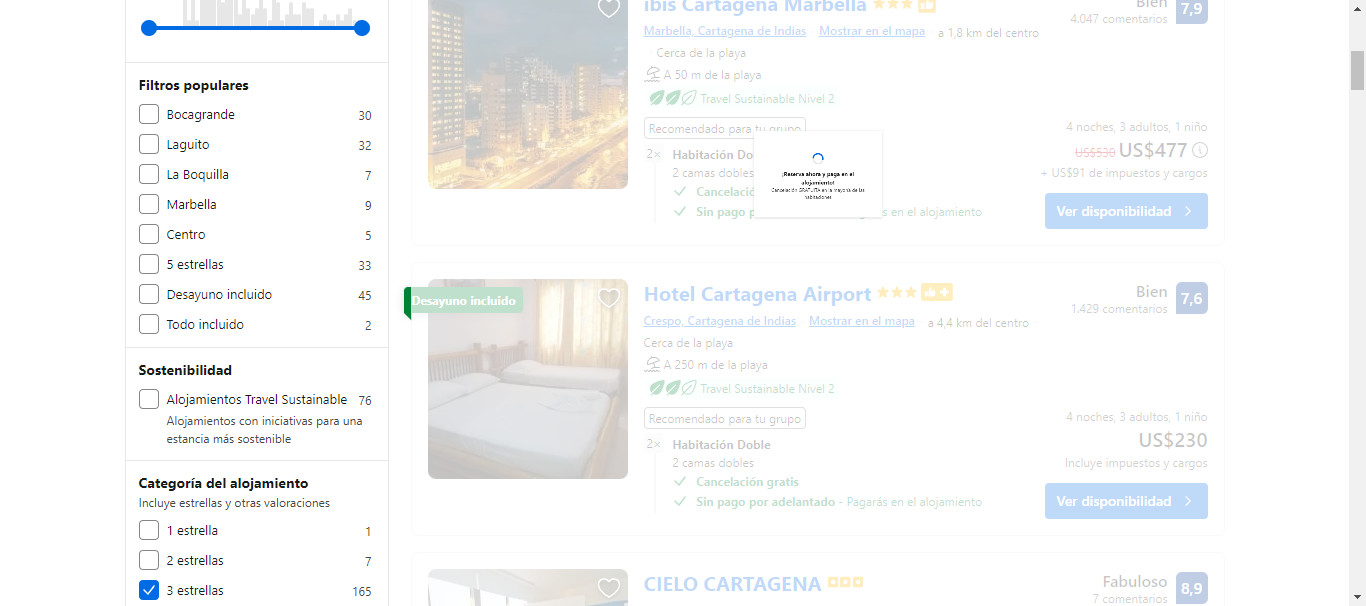 Filtros populares
Bocagrande 30
Laguito 32
La Boquilla 7
Marbella 9
Centro 5
5 estrellas 33
Desayuno incluido 45
Todo incluido 2
Sostenibilidad
Alojamientos Travel Sustainable 76
Alojamientos con iniciativas para una
estancia más sostenible
Categoría del alojamiento
Incluye estrellas y otras valoraciones
1 estrella 1
2 estrellas 7
3 estrellas 165
ibis Cartagena Marbella
Bien 7,9
4.047 comentarios
Marbella, Cartagena de Indias Mostrar en el mapa a 1,8 km del centro
Cerca de la playa
A 50 m de la playa
Travel Sustainable Nivel 2
Recomendado para tu grupo
2× Habitación Do
2 camas dobles
Cancelació
Sin pago p
s en el alojamiento
¡Reserva ahora y paga en el
alojamiento!
Cancelación GRATUITA en la mayoría de las
habitaciones
4 noches, 3 adultos, 1 niño
US$530 US$477
+ US$91 de impuestos y cargos
Ver disponibilidad
Desayuno incluido
Hotel Cartagena Airport
Bien 7,6
1.429 comentarios
Crespo, Cartagena de Indias Mostrar en el mapa a 4,4 km del centro
Cerca de la playa
A 250 m de la playa
Travel Sustainable Nivel 2
Recomendado para tu grupo
2× Habitación Doble
2 camas dobles
Cancelación gratis
Sin pago por adelantado - Pagarás en el alojamiento
4 noches, 3 adultos, 1 niño
US$230
Incluye impuestos y cargos
Ver disponibilidad
CIELO CARTAGENA
Fabuloso 8,9
7 comentarios